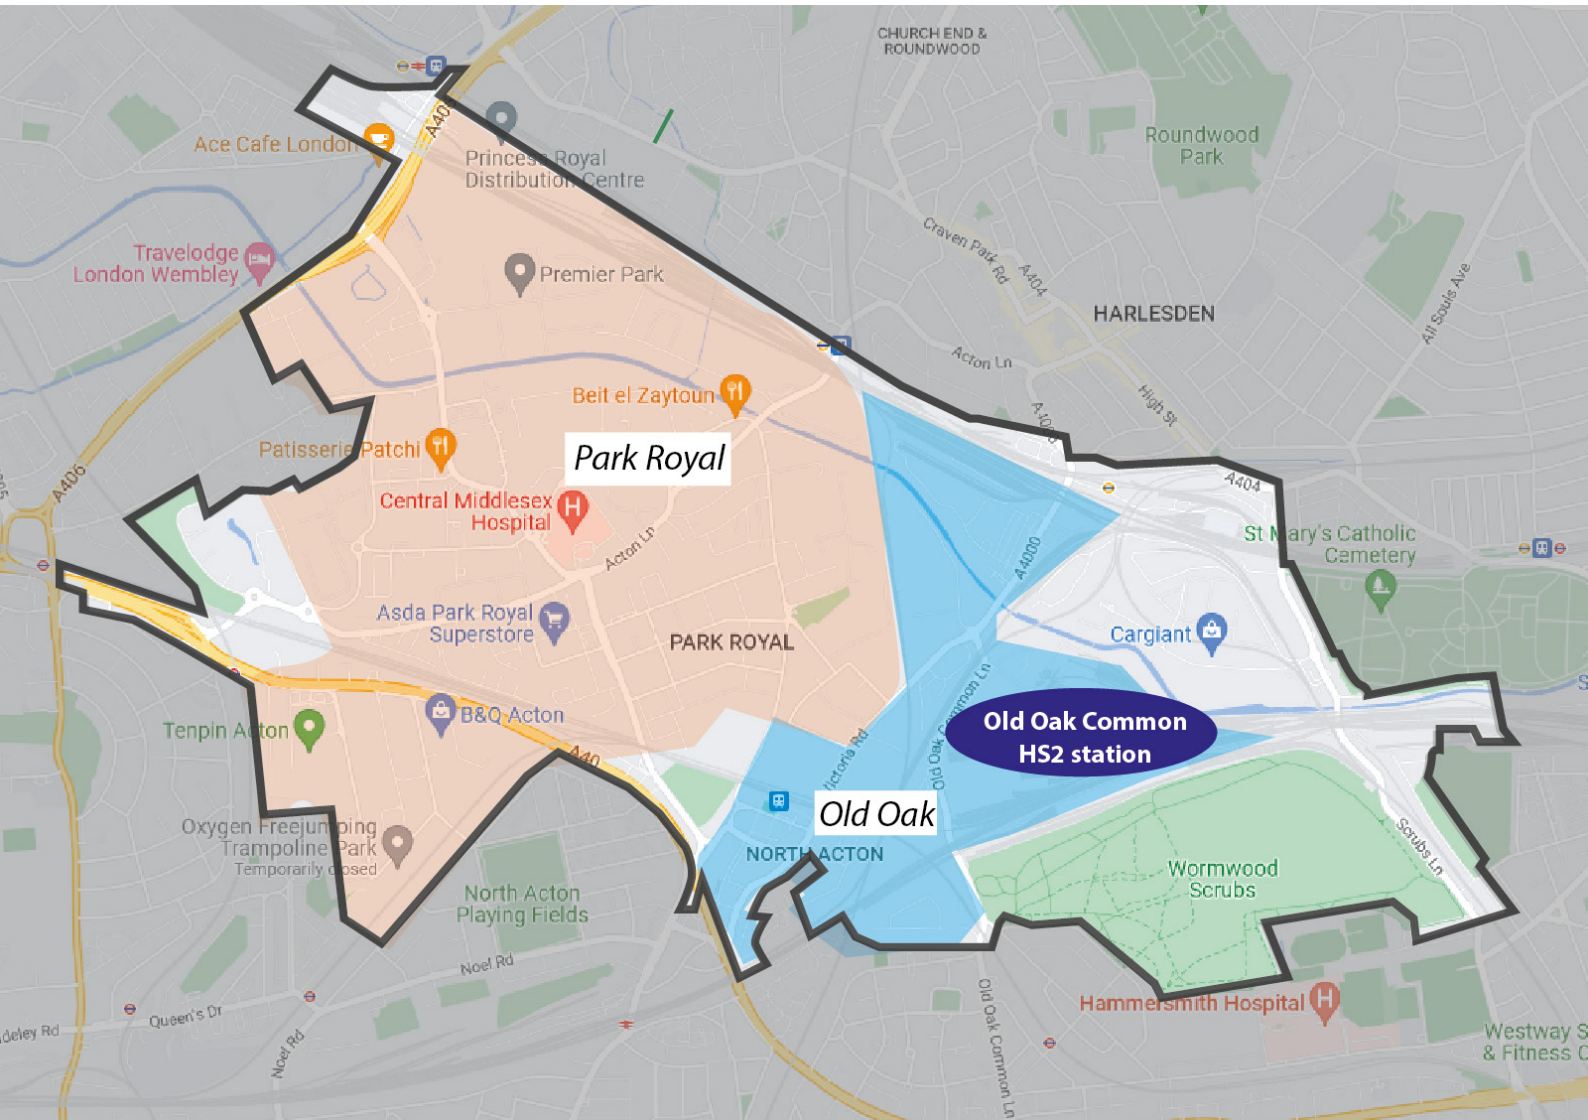 CHURCH END &
ROUNDWOOD
A406
Ace Cafe London
Princess Royal
Distribution Centre
Roundwood
Park
Travelodge
London Wembley
Premier Park
Craven Park Rd
A404
HARLESDEN
All Souls Ave
Acton Ln
Beit el Zaytoun
High St
Patisserie Patchi
Park Royal
A406
A404
Central Middlesex
Hospital
Acton Ln
A4000
St Mary's Catholic
Cemetery
Asda Park Royal
Superstore
PARK ROYAL
Cargiant
Tenpin Acton
B&Q Acton
Old Oak Common Ln
Old Oak Common
HS2 station
A40
Victoria Rd
Old Oak
NORTH ACTON
Oxygen Freejumping
Trampoline Park
Temporarily closed
Scrubs Ln
Wormwood
Scrubs
North Acton
Playing Fields
Noel Rd
Queen's Dr
Noel Rd
Old Oak Common Ln
Hammersmith Hospital
deley Rd
Westway S
& Fitness C